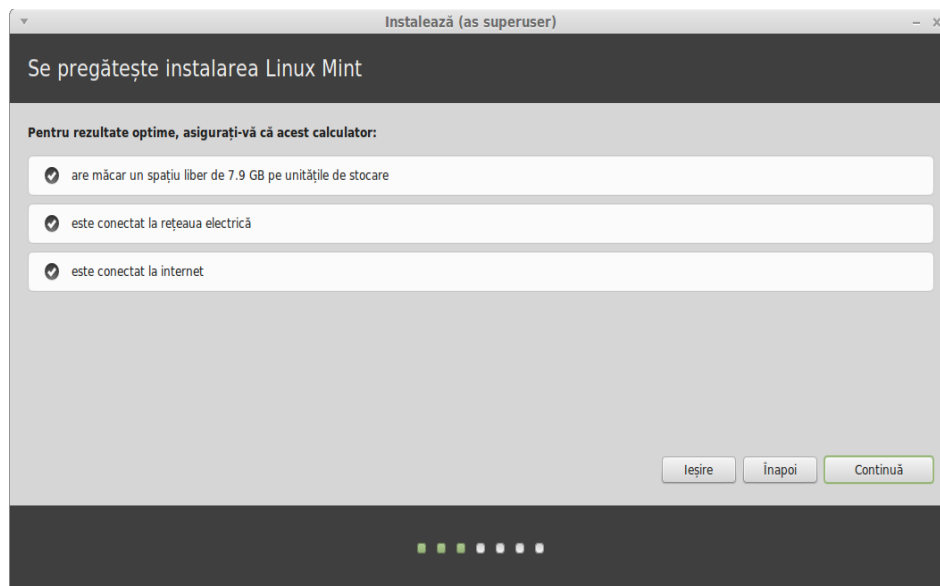 Instalează (as superuser)
Se pregătește instalarea Linux Mint
Pentru rezultate optime, asigurați-vă că acest calculator:
are măcar un spațiu liber de 7.9 GB pe unitățile de stocare
este conectat la rețeaua electrică
este conectat la internet
Ieșire Înapoi Continuă